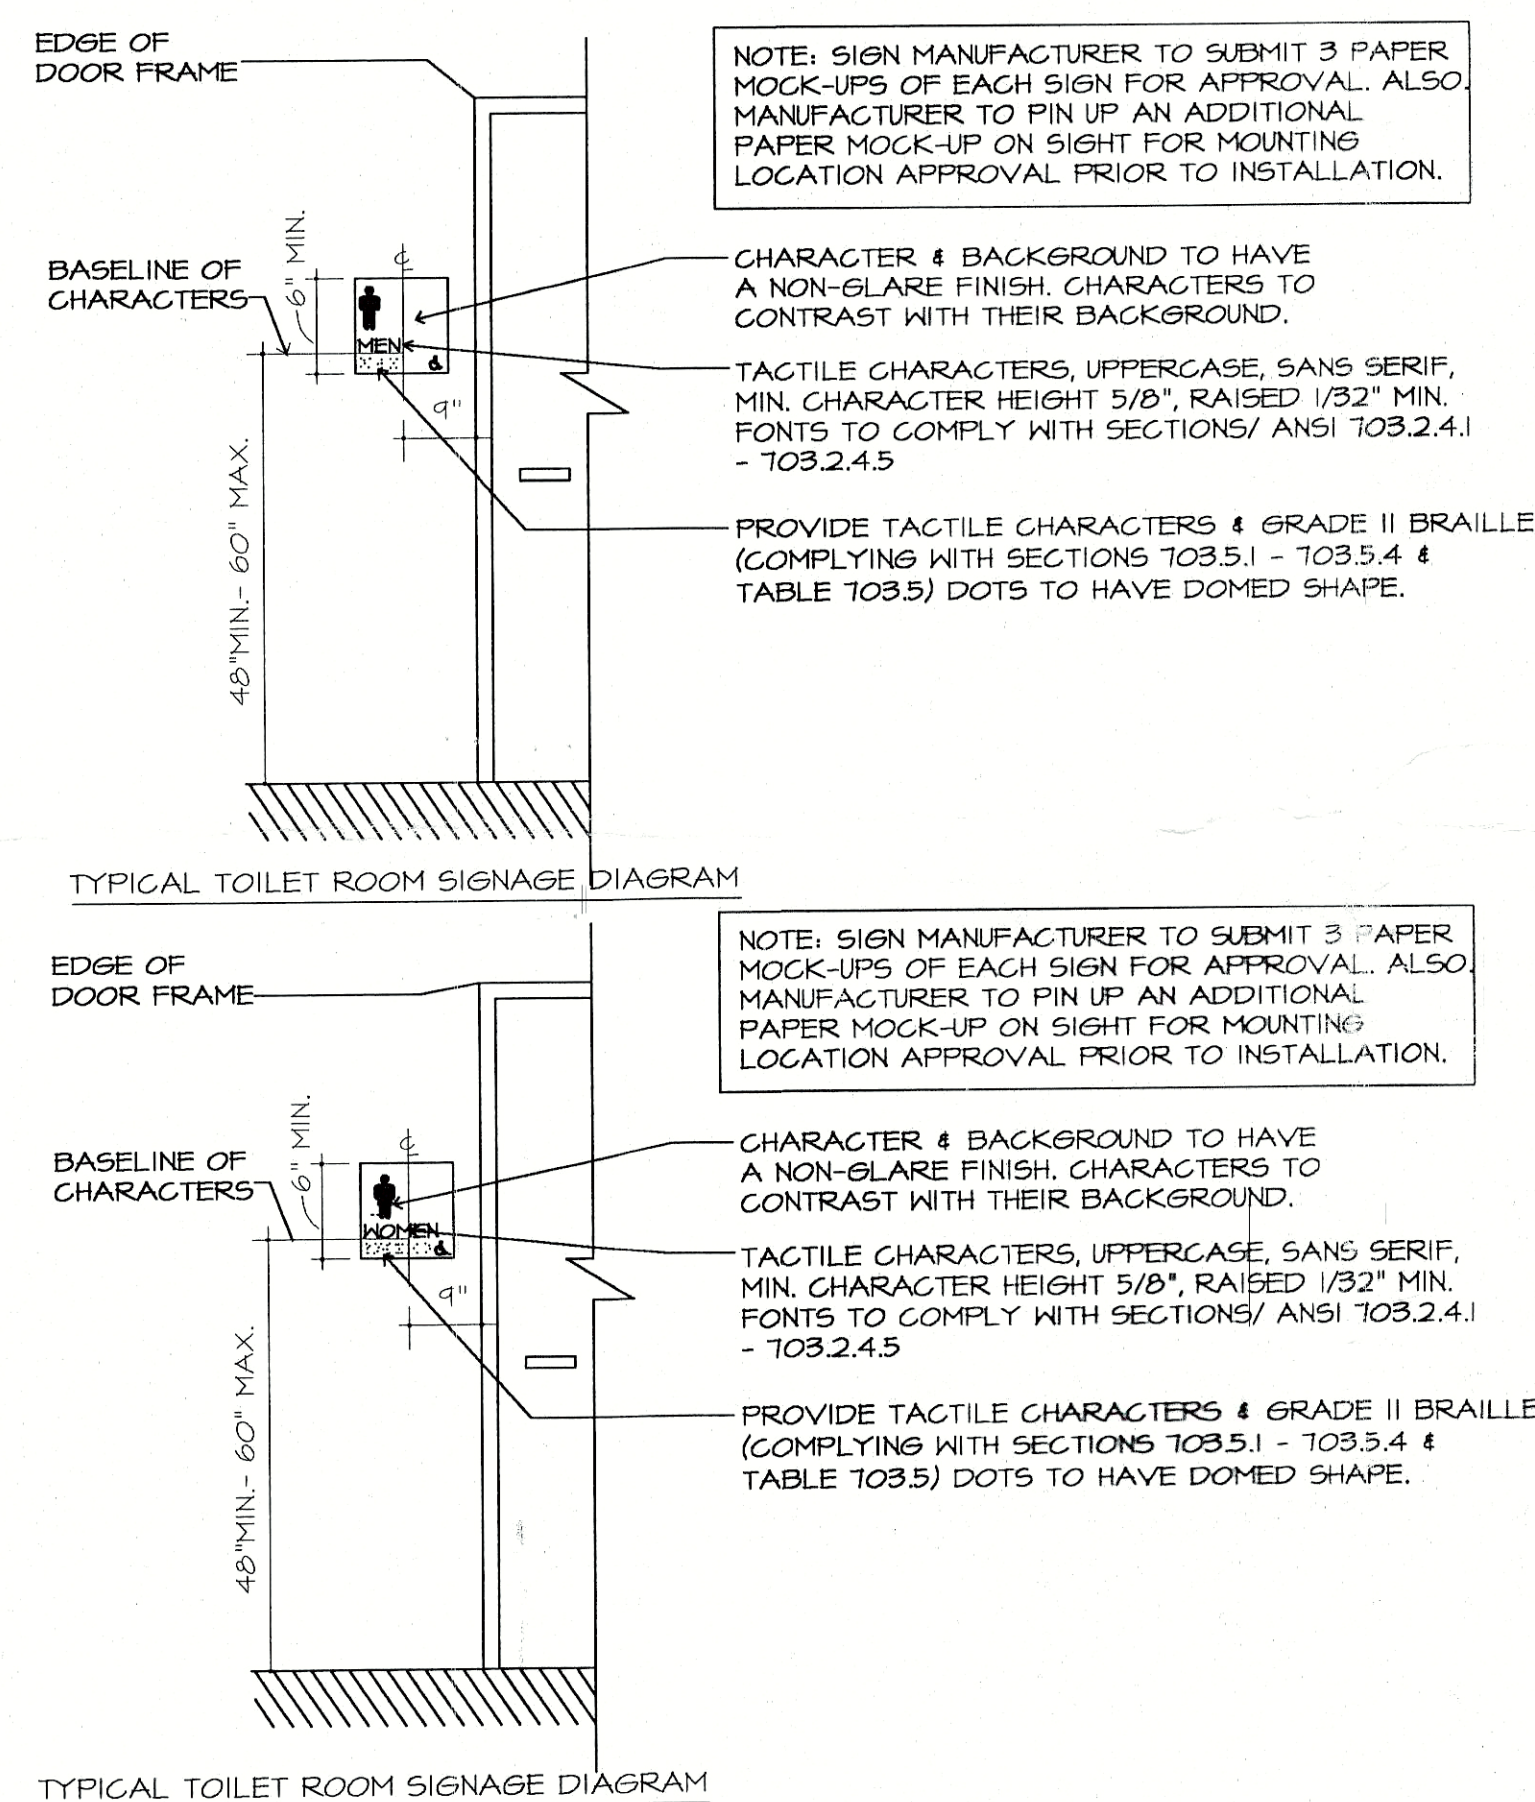 EDGE OF
DOOR FRAME
NOTE: SIGN MANUFACTURER TO SUBMIT 3 PAPER
MOCK-UPS OF EACH SIGN FOR APPROVAL. ALSO
MANUFACTURER TO PIN UP AN ADDITIONAL
PAPER MOCK-UP ON SIGHT FOR MOUNTING
LOCATION APPROVAL PRIOR TO INSTALLATION.
BASELINE OF
CHARACTERS
6" MIN.
℄
MEN
9"
48"MIN.- 60" MAX.
CHARACTER & BACKGROUND TO HAVE
A NON-GLARE FINISH. CHARACTERS TO
CONTRAST WITH THEIR BACKGROUND.
TACTILE CHARACTERS, UPPERCASE, SANS SERIF,
MIN. CHARACTER HEIGHT 5/8", RAISED 1/32" MIN.
FONTS TO COMPLY WITH SECTIONS/ ANSI 703.2.4.1
- 703.2.4.5
PROVIDE TACTILE CHARACTERS & GRADE II BRAILLE
(COMPLYING WITH SECTIONS 703.5.1 - 703.5.4 &
TABLE 703.5) DOTS TO HAVE DOMED SHAPE.
TYPICAL TOILET ROOM SIGNAGE DIAGRAM
EDGE OF
DOOR FRAME
NOTE: SIGN MANUFACTURER TO SUBMIT 3 PAPER
MOCK-UPS OF EACH SIGN FOR APPROVAL. ALSO
MANUFACTURER TO PIN UP AN ADDITIONAL
PAPER MOCK-UP ON SIGHT FOR MOUNTING
LOCATION APPROVAL PRIOR TO INSTALLATION.
BASELINE OF
CHARACTERS
6" MIN.
℄
WOMEN
9"
48"MIN.- 60" MAX.
CHARACTER & BACKGROUND TO HAVE
A NON-GLARE FINISH. CHARACTERS TO
CONTRAST WITH THEIR BACKGROUND.
TACTILE CHARACTERS, UPPERCASE, SANS SERIF,
MIN. CHARACTER HEIGHT 5/8", RAISED 1/32" MIN.
FONTS TO COMPLY WITH SECTIONS/ ANSI 703.2.4.1
- 703.2.4.5
PROVIDE TACTILE CHARACTERS & GRADE II BRAILLE
(COMPLYING WITH SECTIONS 703.5.1 - 703.5.4 &
TABLE 703.5) DOTS TO HAVE DOMED SHAPE.
TYPICAL TOILET ROOM SIGNAGE DIAGRAM